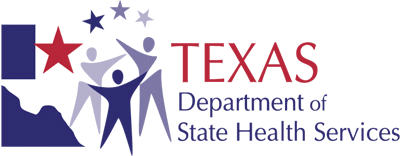 TEXAS
Department of
State Health Services